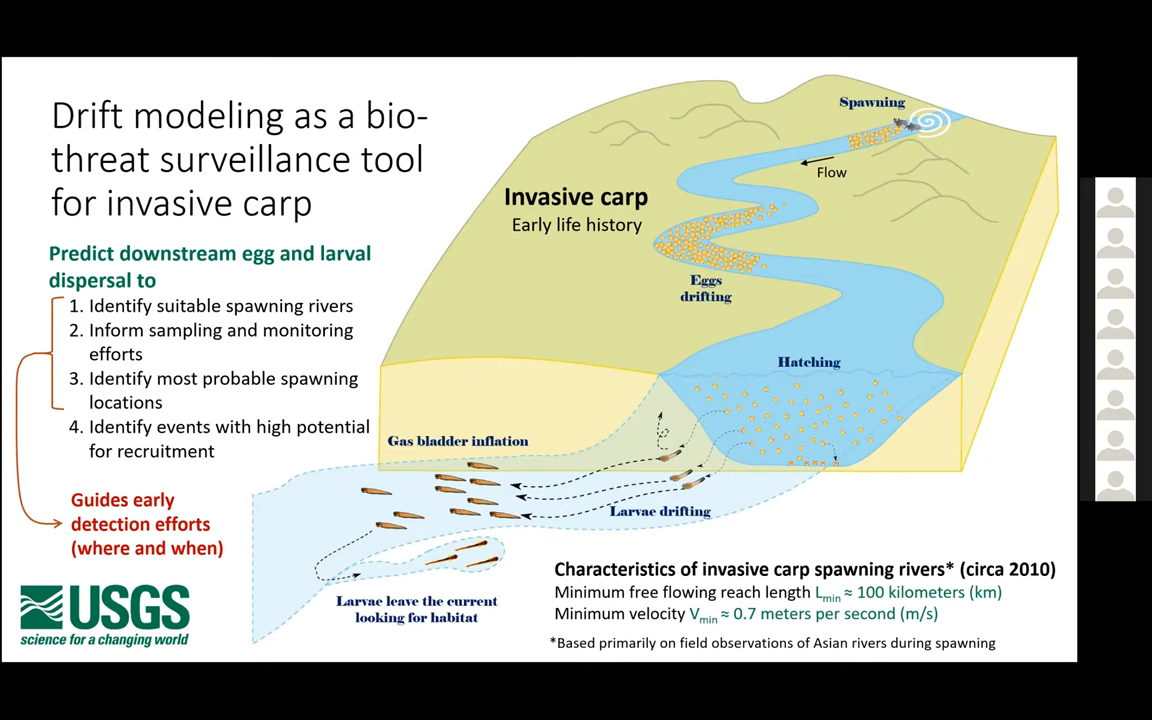 Drift modeling as a bio-
threat surveillance tool
for invasive carp
Predict downstream egg and larval
dispersal to
1. Identify suitable spawning rivers
2. Inform sampling and monitoring
efforts
3. Identify most probable spawning
locations
4. Identify events with high potential
for recruitment
Guides early
detection efforts
(where and when)
USGS
science for a changing world
Spawning
Flow
Invasive carp
Early life history
Eggs
drifting
Hatching
Gas bladder inflation
Larvae drifting
Larvae leave the current
looking for habitat
Characteristics of invasive carp spawning rivers* (circa 2010)
Minimum free flowing reach length Lmin ≈ 100 kilometers (km)
Minimum velocity Vmin ≈ 0.7 meters per second (m/s)
*Based primarily on field observations of Asian rivers during spawning